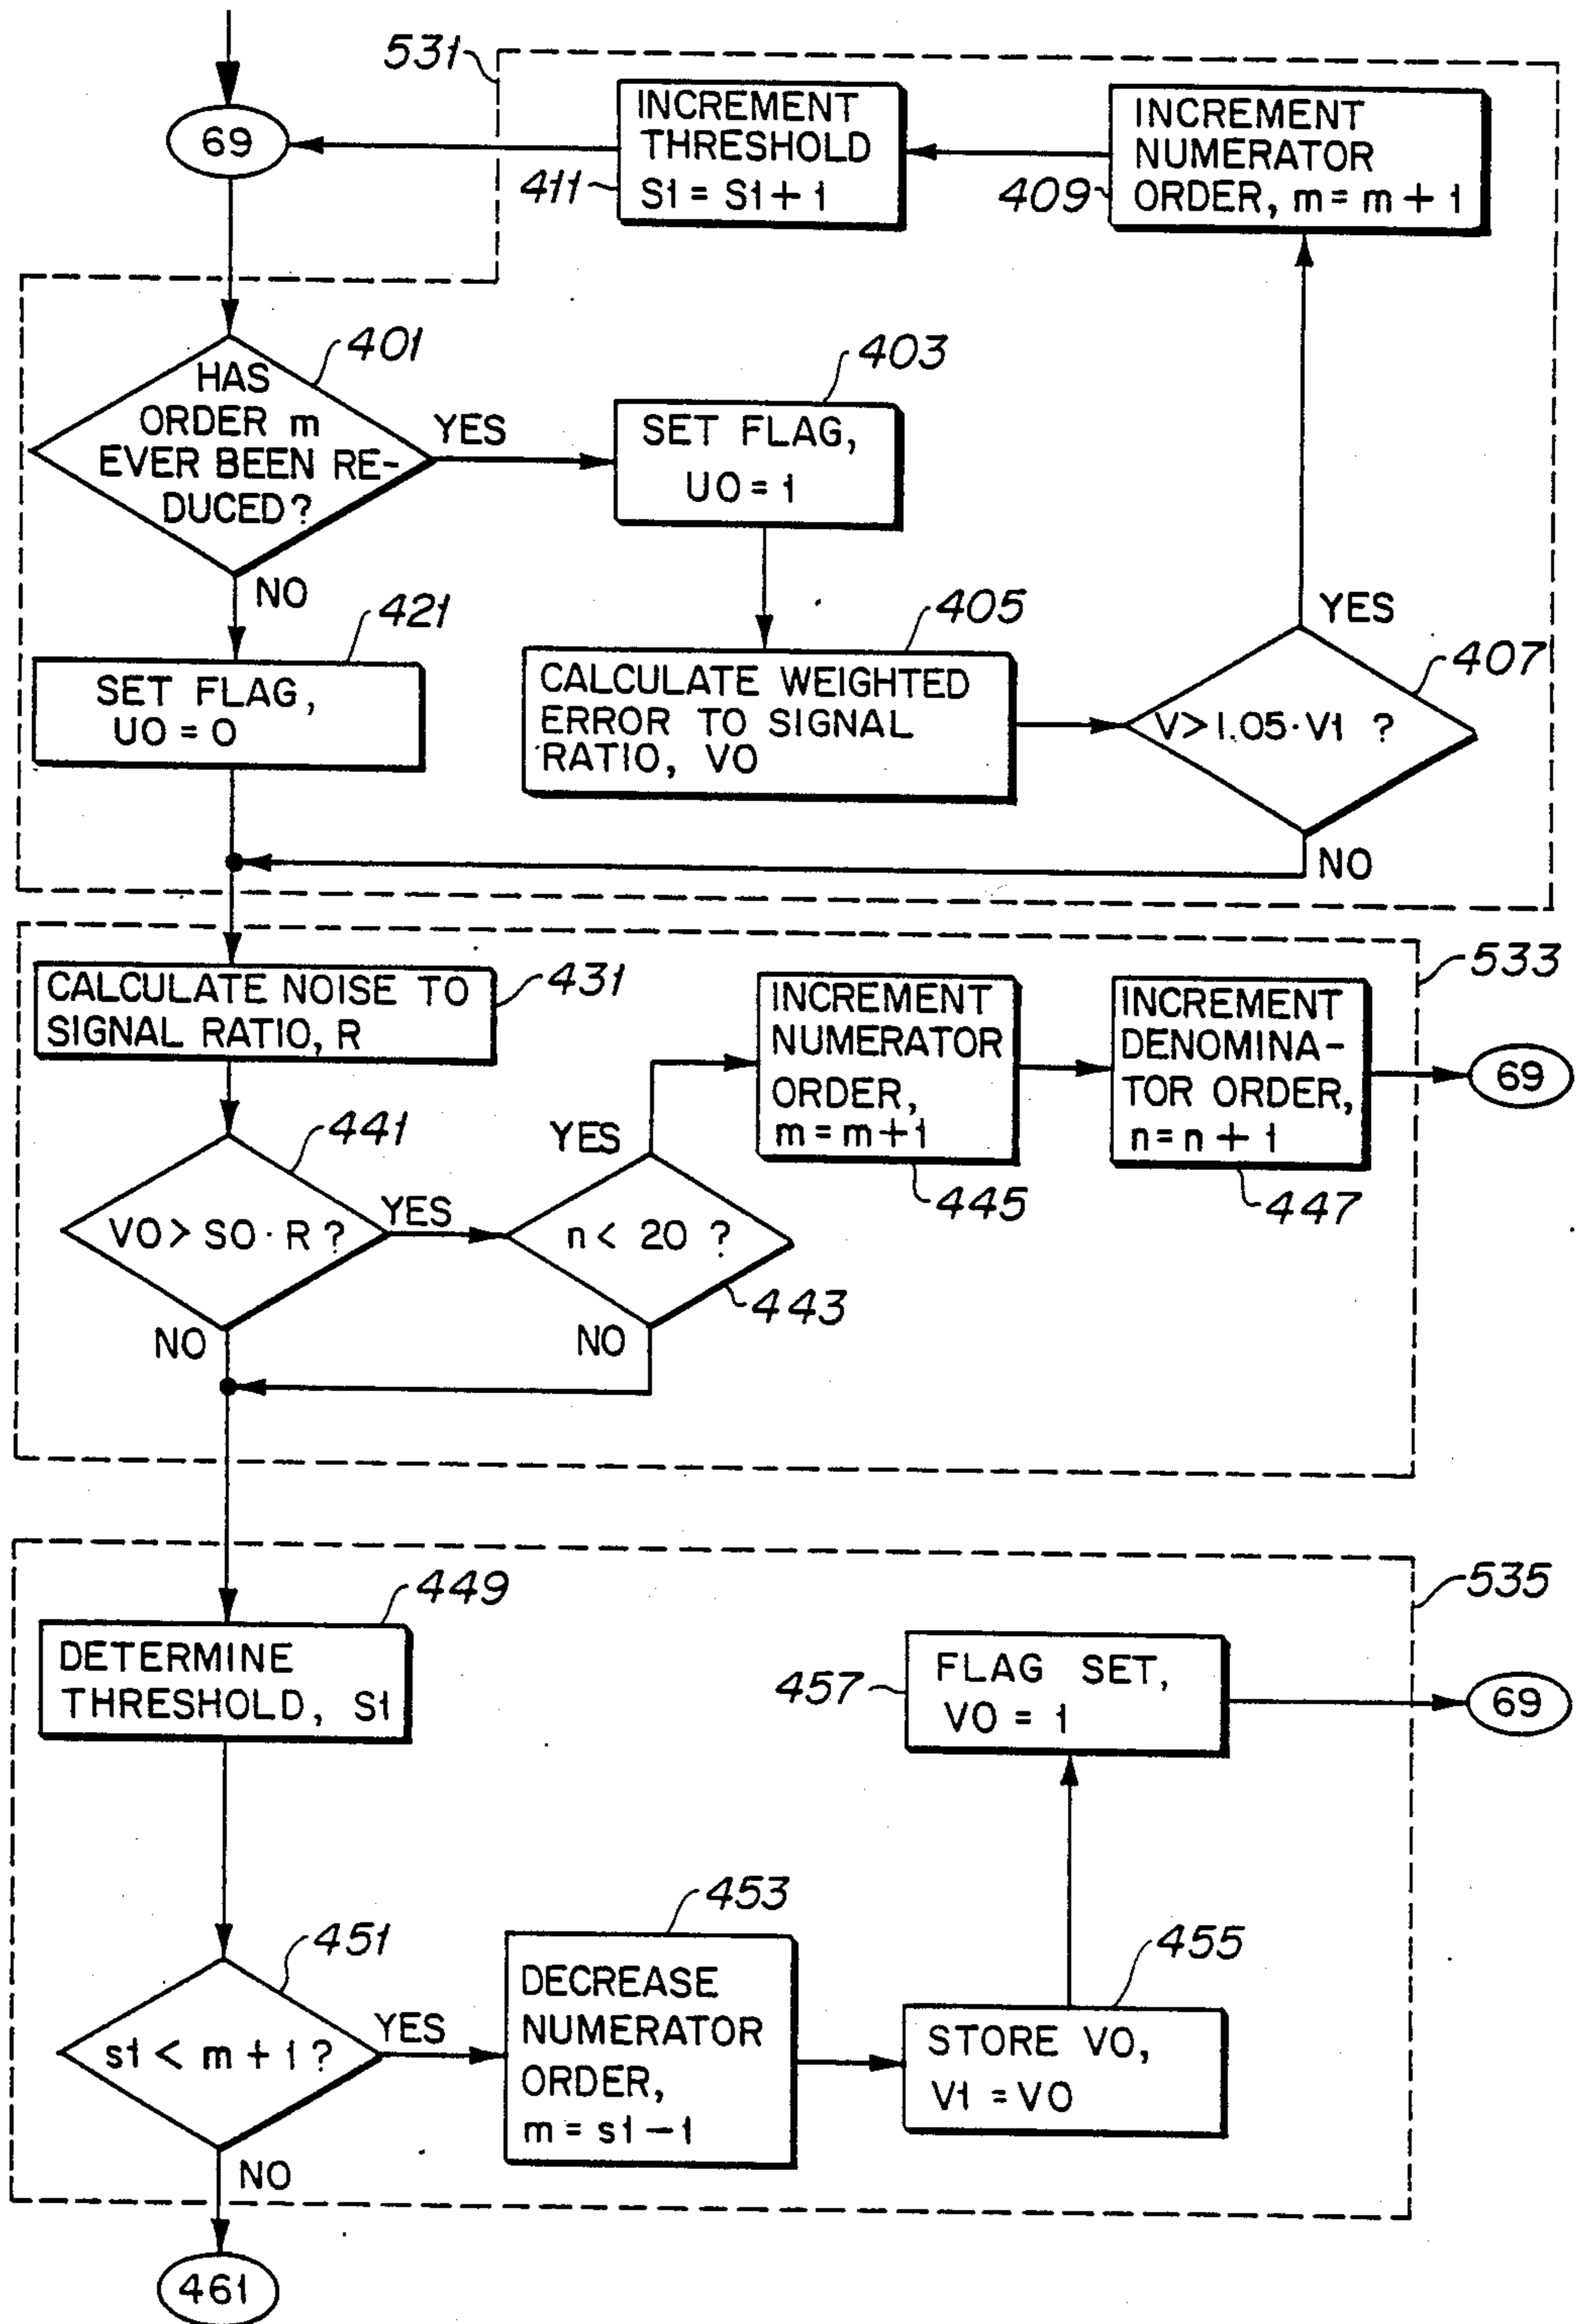 531
69
INCREMENT
THRESHOLD
S1 = S1 + 1
411
INCREMENT
NUMERATOR
ORDER, m = m + 1
409
401
HAS
ORDER m
EVER BEEN RE-
DUCED?
YES
NO
403
SET FLAG,
U0 = 1
421
SET FLAG,
U0 = 0
405
CALCULATE WEIGHTED
ERROR TO SIGNAL
RATIO, V0
YES
407
V > 1.05 · V1 ?
NO
533
CALCULATE NOISE TO
SIGNAL RATIO, R
431
INCREMENT
NUMERATOR
ORDER,
m = m + 1
445
INCREMENT
DENOMINA-
TOR ORDER,
n = n + 1
447
69
441
V0 > S0 · R ?
YES
NO
YES
n < 20 ?
443
NO
535
449
DETERMINE
THRESHOLD, S1
457
FLAG SET,
V0 = 1
69
451
s1 < m + 1 ?
YES
NO
453
DECREASE
NUMERATOR
ORDER,
m = s1 - 1
455
STORE V0,
V1 = V0
461